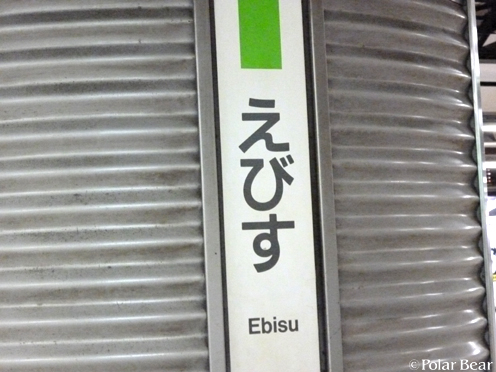 えびす
Ebisu
© Polar Bear